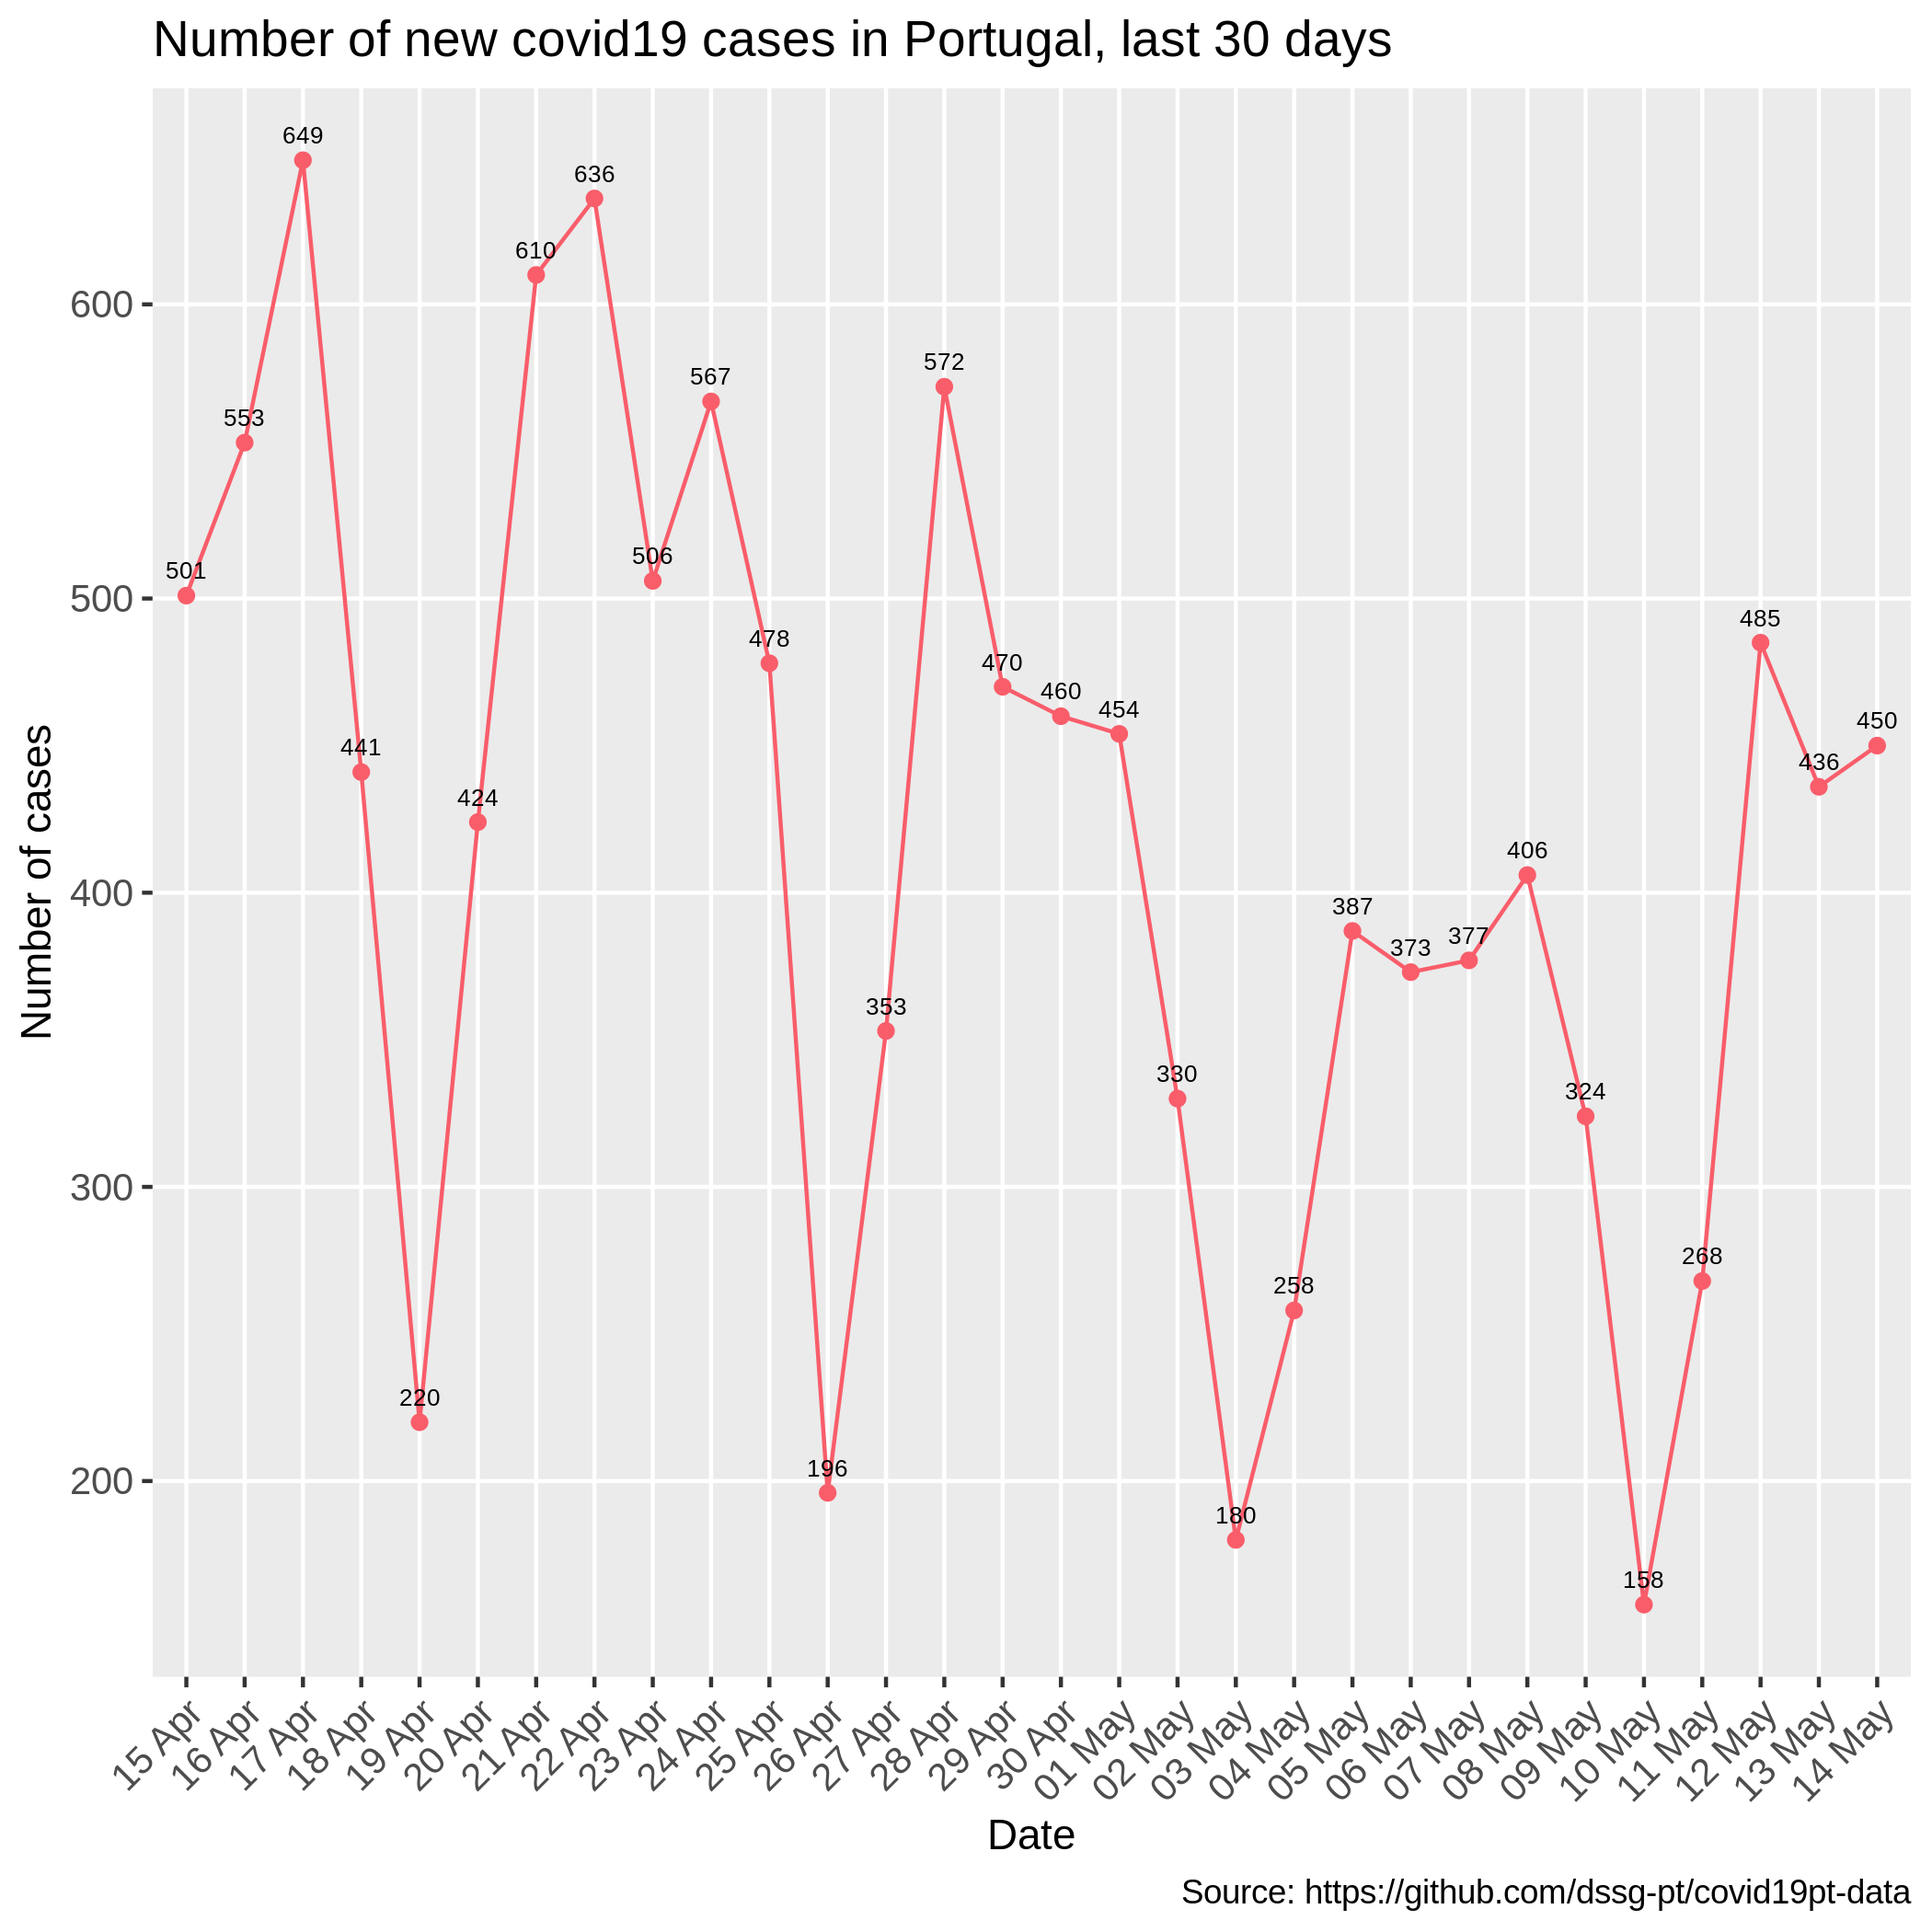 Number of new covid19 cases in Portugal, last 30 days
Number of cases
600
500
400
300
200
501
553
649
441
220
424
610
636
506
567
478
196
353
572
470
460
454
330
180
258
387
373
377
406
324
158
268
485
436
450
15 Apr
16 Apr
17 Apr
18 Apr
19 Apr
20 Apr
21 Apr
22 Apr
23 Apr
24 Apr
25 Apr
26 Apr
27 Apr
28 Apr
29 Apr
30 Apr
01 May
02 May
03 May
04 May
05 May
06 May
07 May
08 May
09 May
10 May
11 May
12 May
13 May
14 May
Date
Source: https://github.com/dssg-pt/covid19pt-data